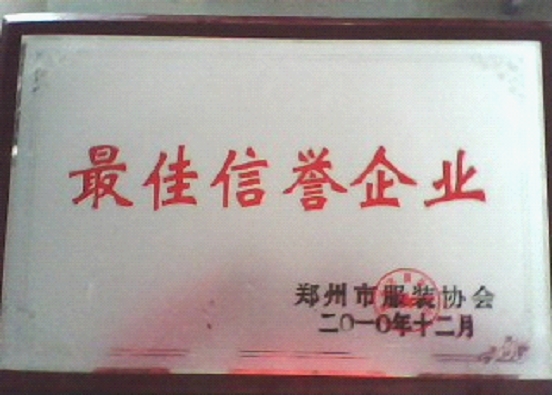 最佳信誉企业
郑州市服装协会
二〇一〇年十二月